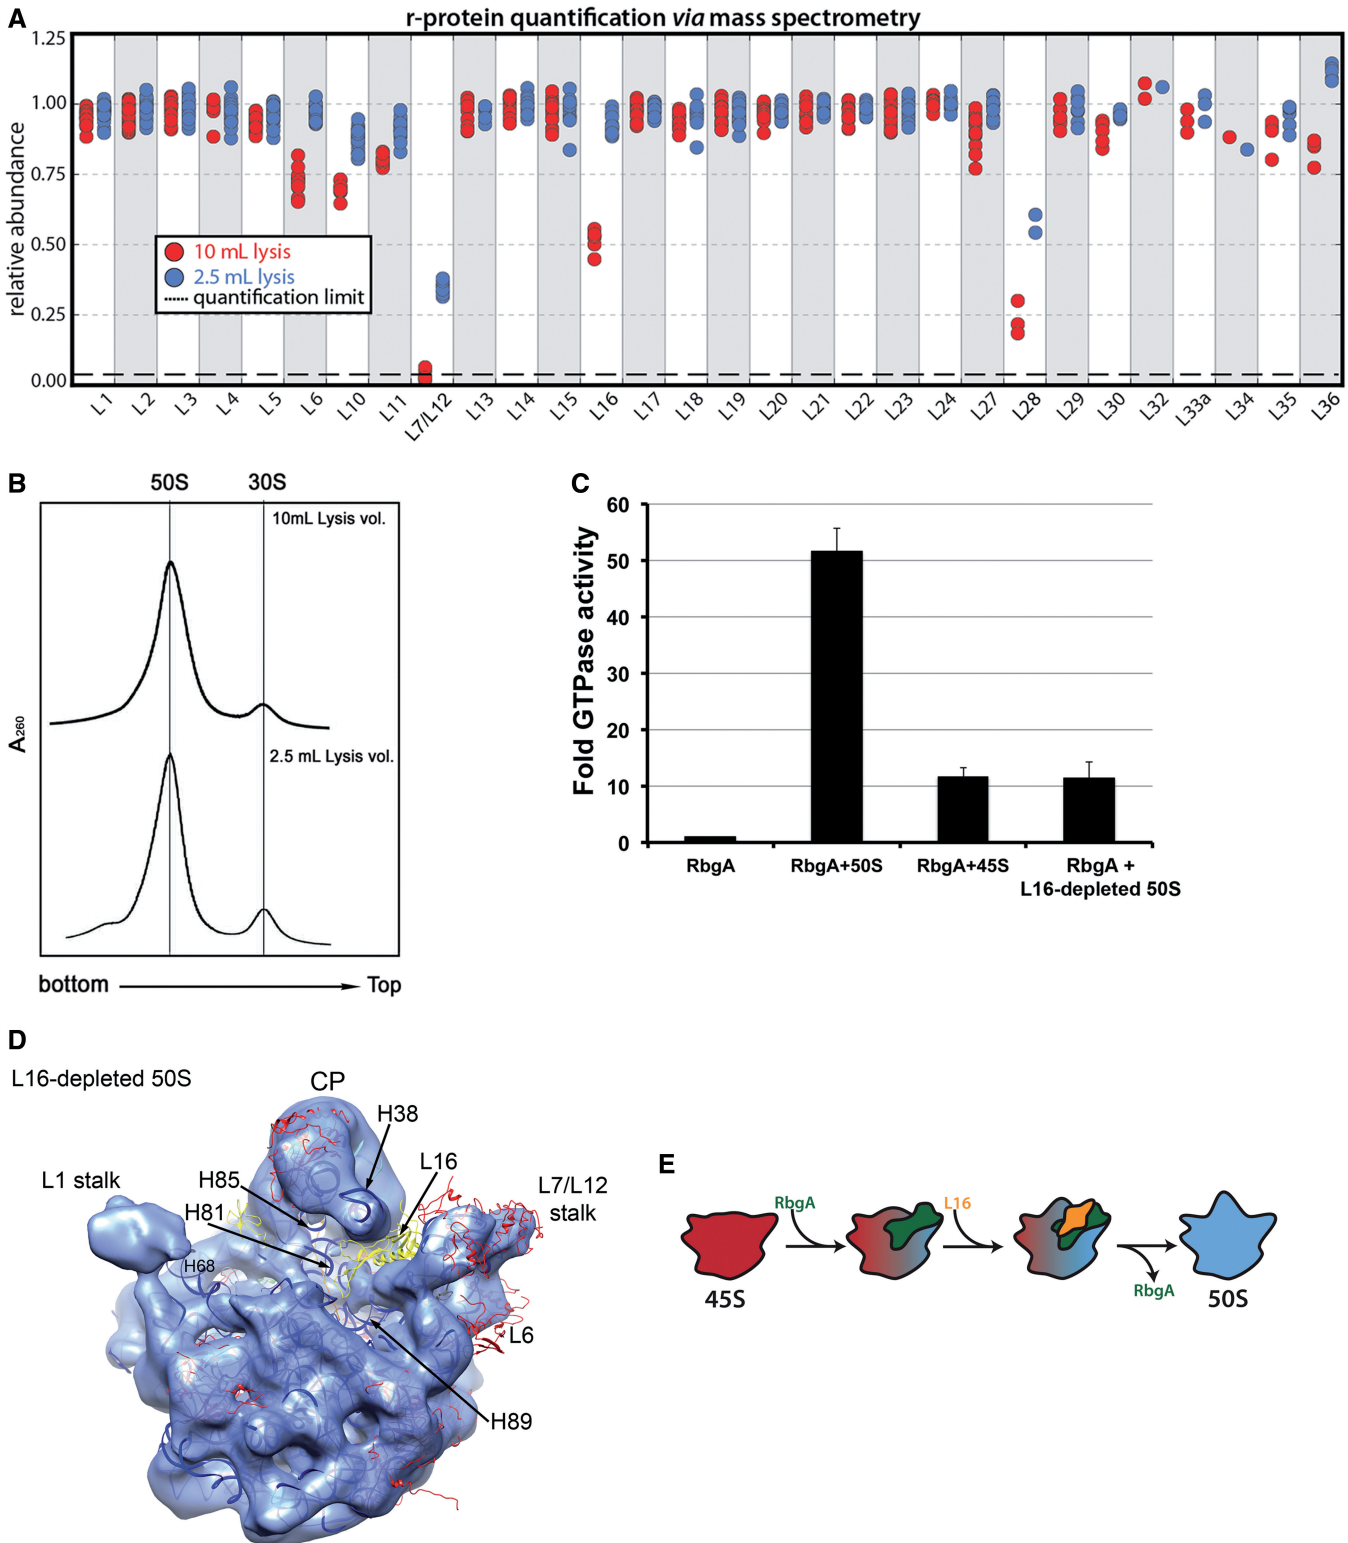 A
r-protein quantification via mass spectrometry
relative abundance
1.25
1.00
0.75
0.50
0.25
0.00
10 mL lysis
2.5 mL lysis
quantification limit
L1 L2 L3 L4 L5 L6 L10 L11 L7/L12 L13 L14 L15 L16 L17 L18 L19 L20 L21 L22 L23 L24 L27 L28 L29 L30 L32 L33a L34 L35 L36
B
50S 30S
10mL Lysis vol.
2.5 mL Lysis vol.
A260
bottom Top
C
Fold GTPase activity
60
50
40
30
20
10
0
RbgA RbgA+50S RbgA+45S RbgA +
L16-depleted 50S
D
L16-depleted 50S
CP
H38
L16
L1 stalk
H85
H81
H68
L7/L12
stalk
L6
H89
E
RbgA
L16
RbgA
45S
50S